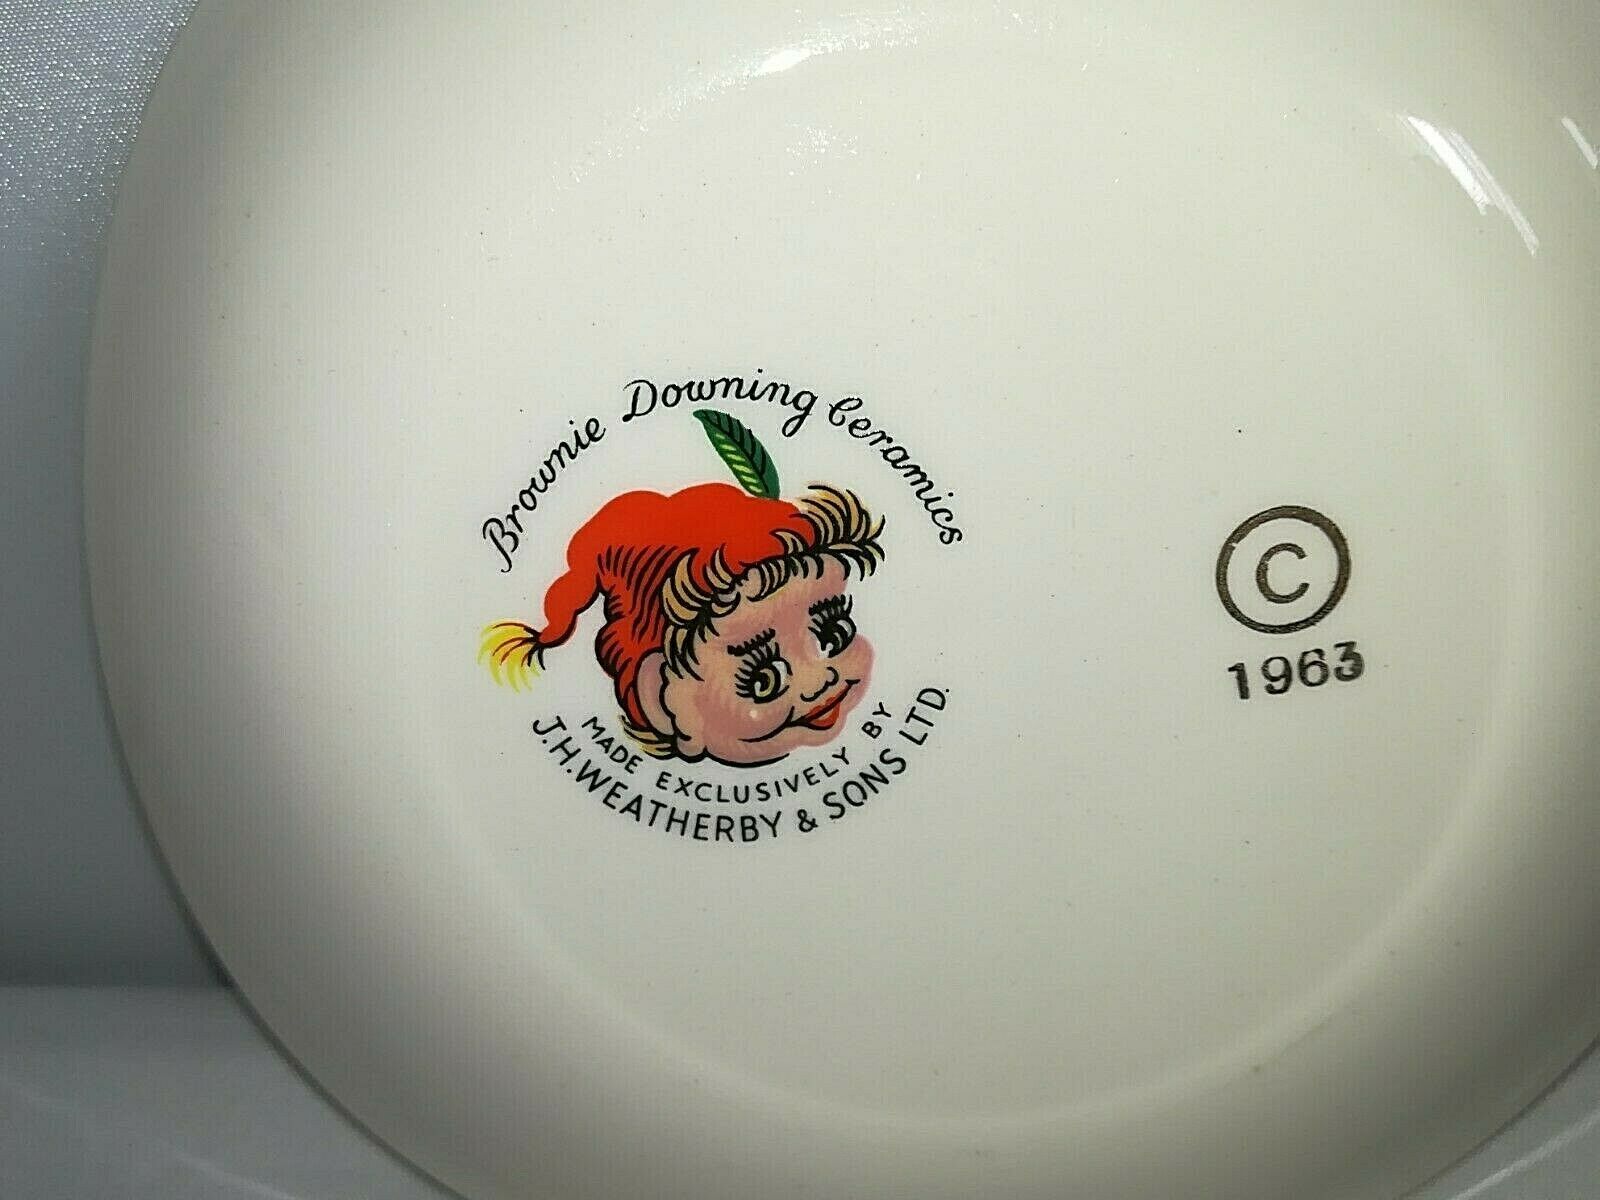 Brownie Downing Ceramics
MADE EXCLUSIVELY BY
J.H. WEATHERBY & SONS LTD.
©
1963